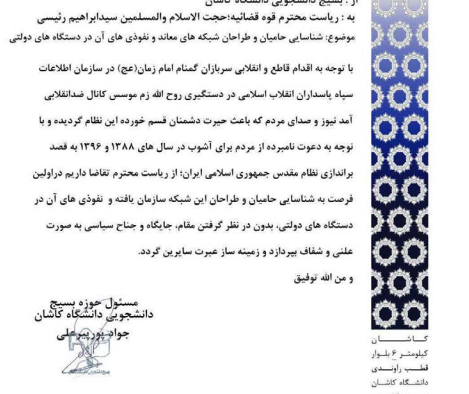 از : بسیج دانشجویی دانشگاه کاشان
به : ریاست محترم قوه قضائیه؛حجت الاسلام والمسلمین سیدابراهیم رئیسی
موضوع: شناسایی حامیان و طراحان شبکه های معاند و نفوذی های آن در دستگاه های دولتی
با توجه به اقدام قاطع و انقلابی سربازان گمنام امام زمان(عج) در سازمان اطلاعات
سپاه پاسداران انقلاب اسلامی در دستگیری روح الله زم موسس کانال ضدانقلابی
آمد نیوز و صدای مردم که باعث حیرت دشمنان قسم خورده این نظام گردیده و با
توجه به دعوت نامبرده از مردم برای آشوب در سال های ۱۳۸۸ و ۱۳۹۶ به قصد
براندازی نظام مقدس جمهوری اسلامی ایران؛ از ریاست محترم تقاضا داریم دراولین
فرصت به شناسایی حامیان و طراحان این شبکه سازمان یافته و نفوذی های آن در
دستگاه های دولتی، بدون در نظر گرفتن مقام، جایگاه و جناح سیاسی به صورت
علنی و شفاف بپردازد و زمینه ساز عبرت سایرین گردد.
و من الله توفیق
مسئول حوزه بسیج
دانشجویی دانشگاه کاشان
جواد پورپیرعلی
کاشان
کیلومتر ۶ بلوار
قطب راوندی
دانشگاه کاشان